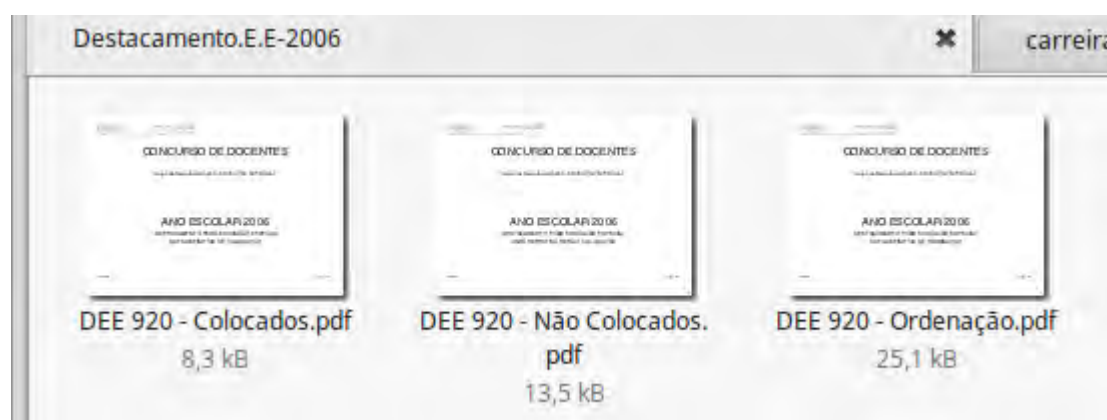 Destacamento.E.E-2006
carreira
CONCURSO DE DOCENTES
CONCURSO DE DOCENTES
CONCURSO DE DOCENTES
ANO ESCOLAR 2006
ANO ESCOLAR 2006
ANO ESCOLAR 2006
DEE 920 - Colocados.pdf
8,3 kB
DEE 920 - Não Colocados.
pdf
13,5 kB
DEE 920 - Ordenação.pdf
25,1 kB